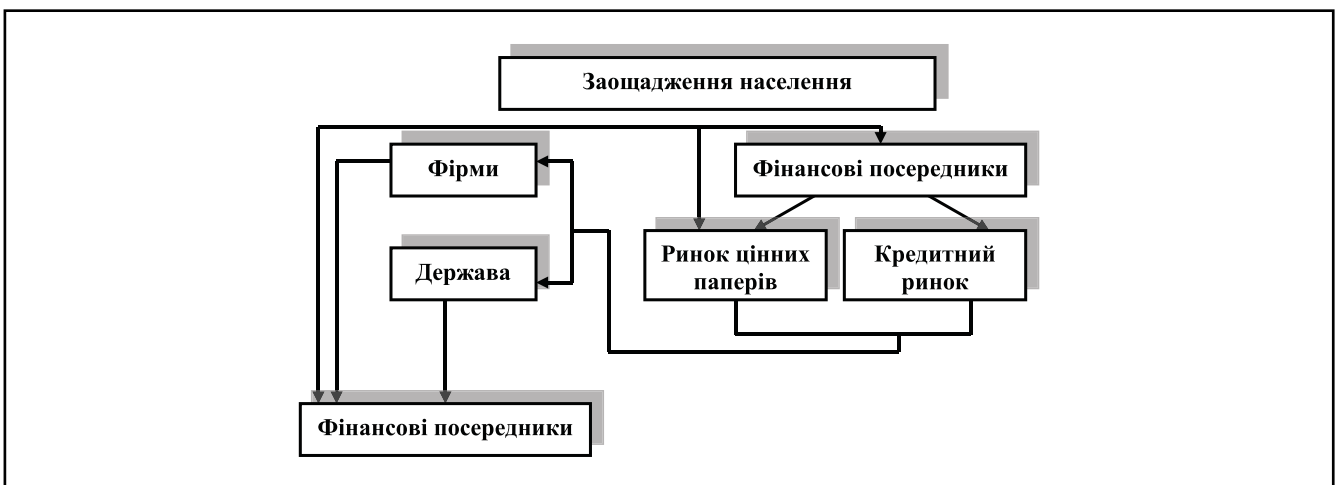 Заощадження населення
Фірми
Фінансові посередники
Держава
Ринок цінних
паперів
Кредитний
ринок
Фінансові посередники